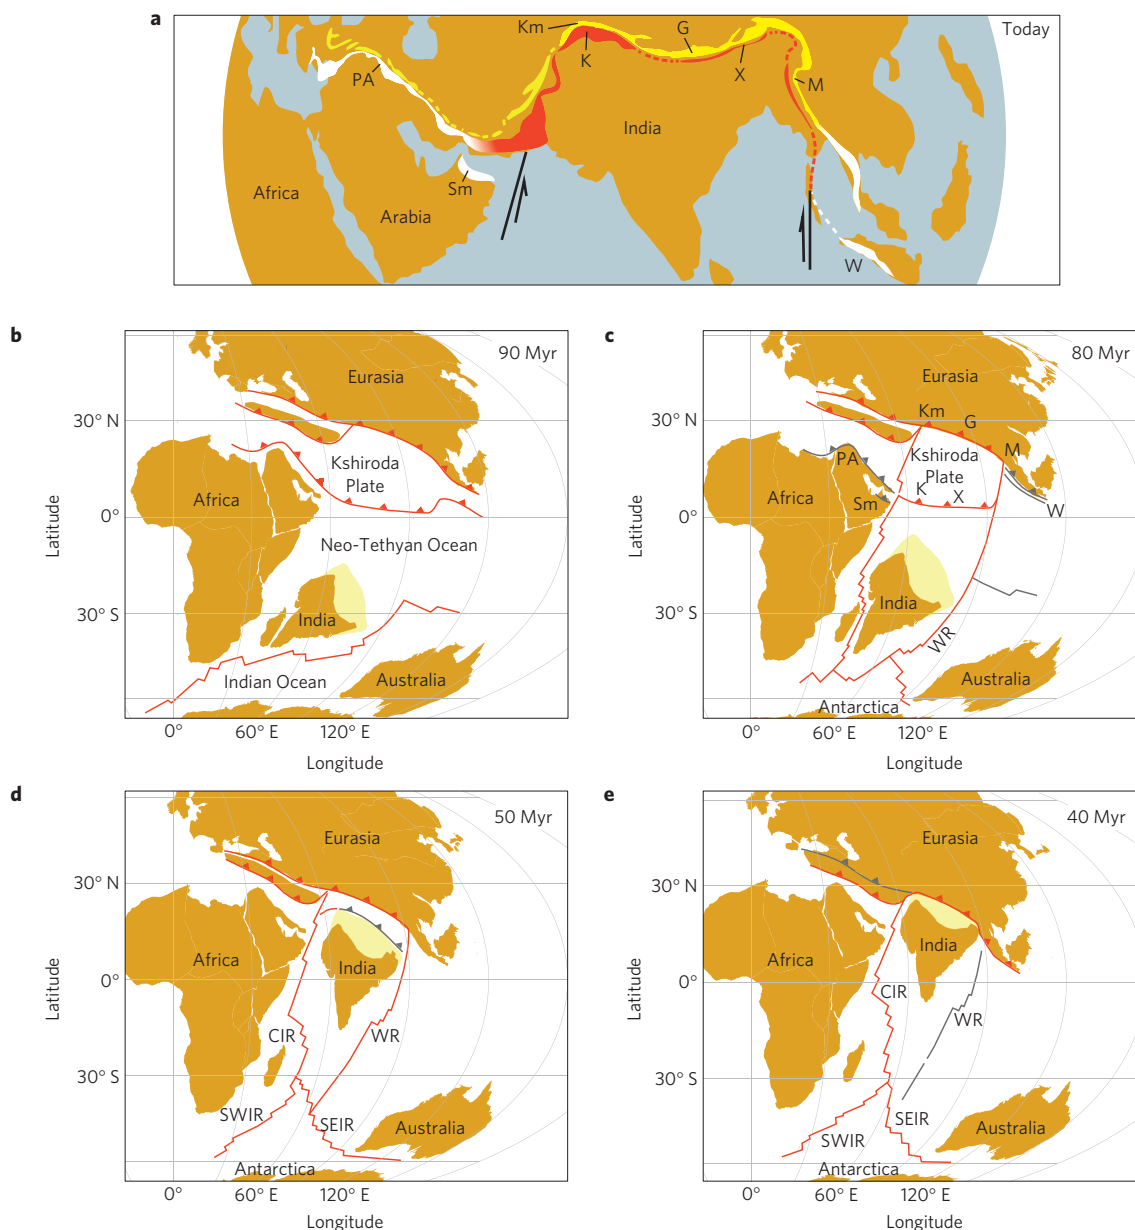 a
Today
Km
K
G
X
M
PA
India
Sm
Africa
Arabia
W
b
90 Myr
Eurasia
30° N
Kshiroda
Plate
Africa
0°
Neo-Tethyan Ocean
30° S
India
Indian Ocean
Australia
Latitude
0°
60° E
120° E
Longitude
c
80 Myr
Eurasia
30° N
Km
G
M
PA
Kshiroda
Plate
K
X
Africa
Sm
W
0°
30° S
India
WR
Australia
Antarctica
Latitude
0°
60° E
120° E
Longitude
d
50 Myr
Eurasia
30° N
Africa
India
0°
CIR
WR
30° S
SWIR
SEIR
Australia
Antarctica
Latitude
0°
60° E
120° E
Longitude
e
40 Myr
Eurasia
30° N
India
Africa
0°
CIR
WR
30° S
SEIR
SWIR
Australia
Antarctica
Latitude
0°
60° E
120° E
Longitude